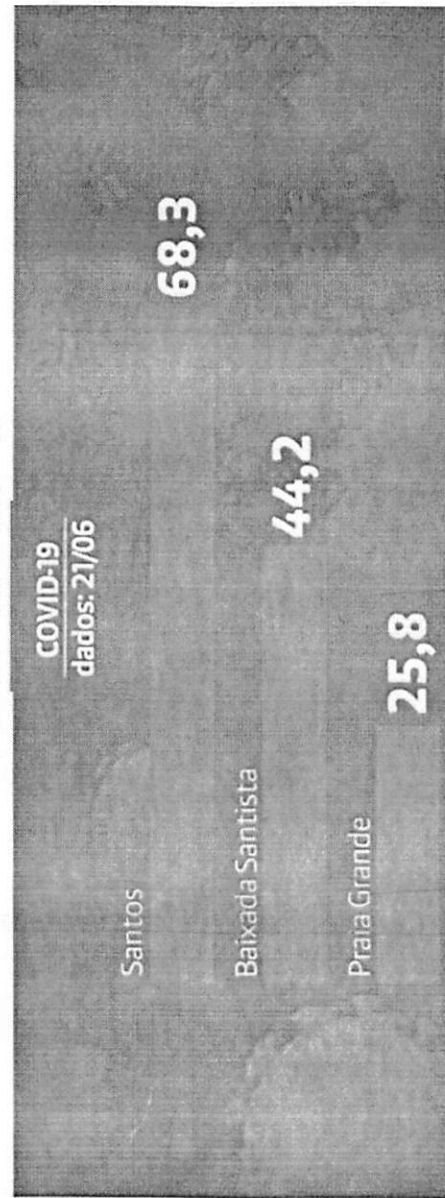 COVID-19
dados: 21/06
Santos
68,3
Baixada Santista
44,2
Praia Grande
25,8